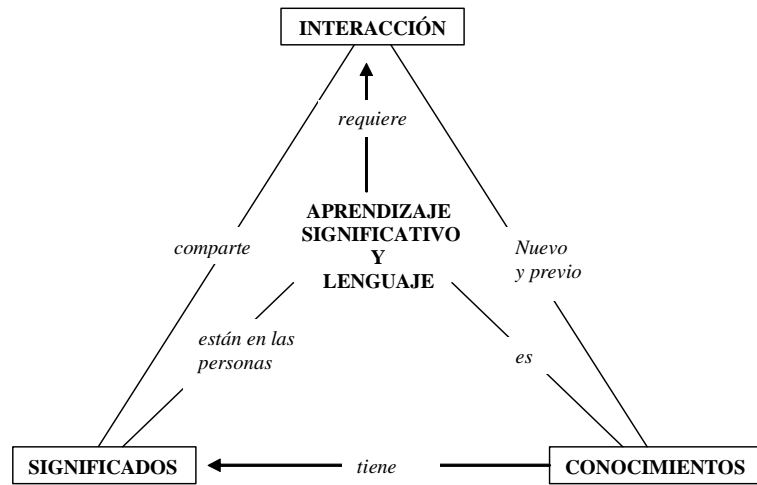 INTERACCIÓN
requiere
APRENDIZAJE
SIGNIFICATIVO
Y
LENGUAJE
comparte
Nuevo
y previo
están en las
personas
es
SIGNIFICADOS
tiene
CONOCIMIENTOS